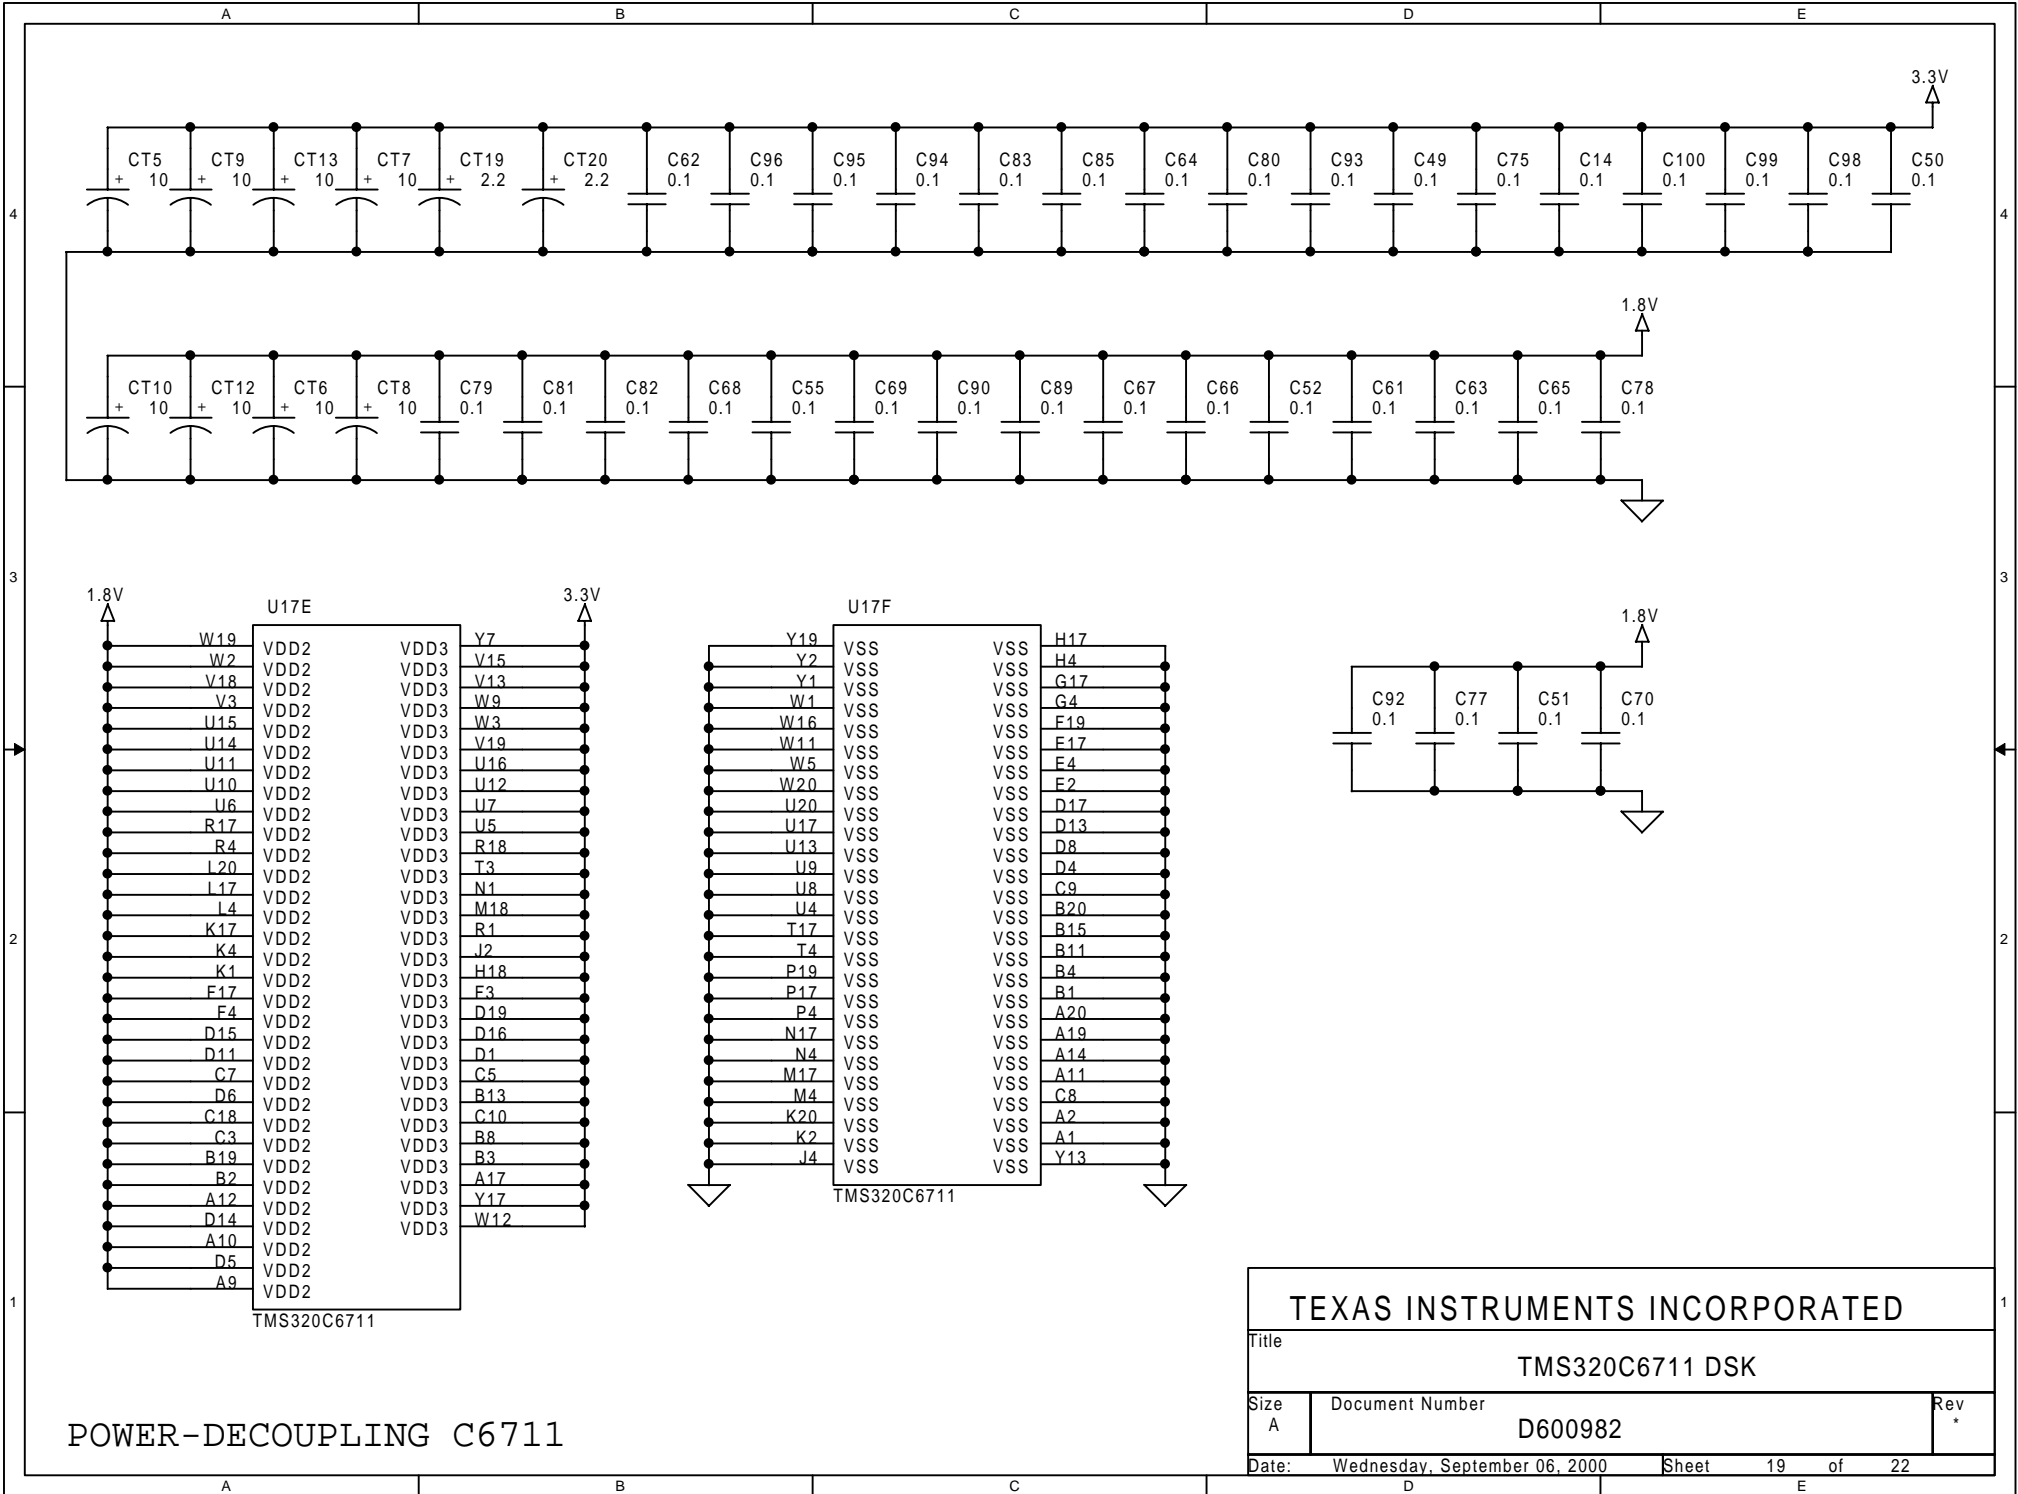 A B C D E
3.3V
CT5 CT9 CT13 CT7 CT19 CT20 C62 C96 C95 C94 C83 C85 C64 C80 C93 C49 C75 C14 C100 C99 C98 C50
+ 10 + 10 + 10 + 10 + 2.2 + 2.2 0.1 0.1 0.1 0.1 0.1 0.1 0.1 0.1 0.1 0.1 0.1 0.1 0.1 0.1 0.1 0.1
4 4
1.8V
CT10 CT12 CT6 CT8 C79 C81 C82 C68 C55 C69 C90 C89 C67 C66 C52 C61 C63 C65 C78
+ 10 + 10 + 10 + 10 0.1 0.1 0.1 0.1 0.1 0.1 0.1 0.1 0.1 0.1 0.1 0.1 0.1 0.1 0.1
3 3
1.8V 3.3V
U17E
W19 VDD2 VDD3 Y7
W2 VDD2 VDD3 V15
V18 VDD2 VDD3 V13
V3 VDD2 VDD3 W9
U15 VDD2 VDD3 W3
U14 VDD2 VDD3 V19
U11 VDD2 VDD3 U16
U10 VDD2 VDD3 U12
U6 VDD2 VDD3 U7
R17 VDD2 VDD3 U5
R4 VDD2 VDD3 R18
L20 VDD2 VDD3 T3
L17 VDD2 VDD3 N1
L4 VDD2 VDD3 M18
K17 VDD2 VDD3 R1
K4 VDD2 VDD3 J2
K1 VDD2 VDD3 H18
F17 VDD2 VDD3 F3
F4 VDD2 VDD3 D19
D15 VDD2 VDD3 D16
D11 VDD2 VDD3 D1
C7 VDD2 VDD3 C5
D6 VDD2 VDD3 B13
C18 VDD2 VDD3 C10
C3 VDD2 VDD3 B8
B19 VDD2 VDD3 B3
B2 VDD2 VDD3 A17
A12 VDD2 VDD3 Y17
D14 VDD2 VDD3 W12
A10 VDD2
D5 VDD2
A9 VDD2
TMS320C6711
U17F
Y19 VSS VSS H17
Y2 VSS VSS H4
Y1 VSS VSS G17
W1 VSS VSS G4
W16 VSS VSS F19
W11 VSS VSS E17
W5 VSS VSS E4
W20 VSS VSS E2
U20 VSS VSS D17
U17 VSS VSS D13
U13 VSS VSS D8
U9 VSS VSS D4
U8 VSS VSS C9
U4 VSS VSS B20
T17 VSS VSS B15
T4 VSS VSS B11
P19 VSS VSS B4
P17 VSS VSS B1
P4 VSS VSS A20
N17 VSS VSS A19
N4 VSS VSS A14
M17 VSS VSS A11
M4 VSS VSS C8
K20 VSS VSS A2
K2 VSS VSS A1
J4 VSS VSS Y13
TMS320C6711
1.8V
C92 C77 C51 C70
0.1 0.1 0.1 0.1
2 2
1 1
TEXAS INSTRUMENTS INCORPORATED
Title
TMS320C6711 DSK
Size Document Number Rev
A D600982 *
Date: Wednesday, September 06, 2000 Sheet 19 of 22
POWER-DECOUPLING C6711
A B C D E